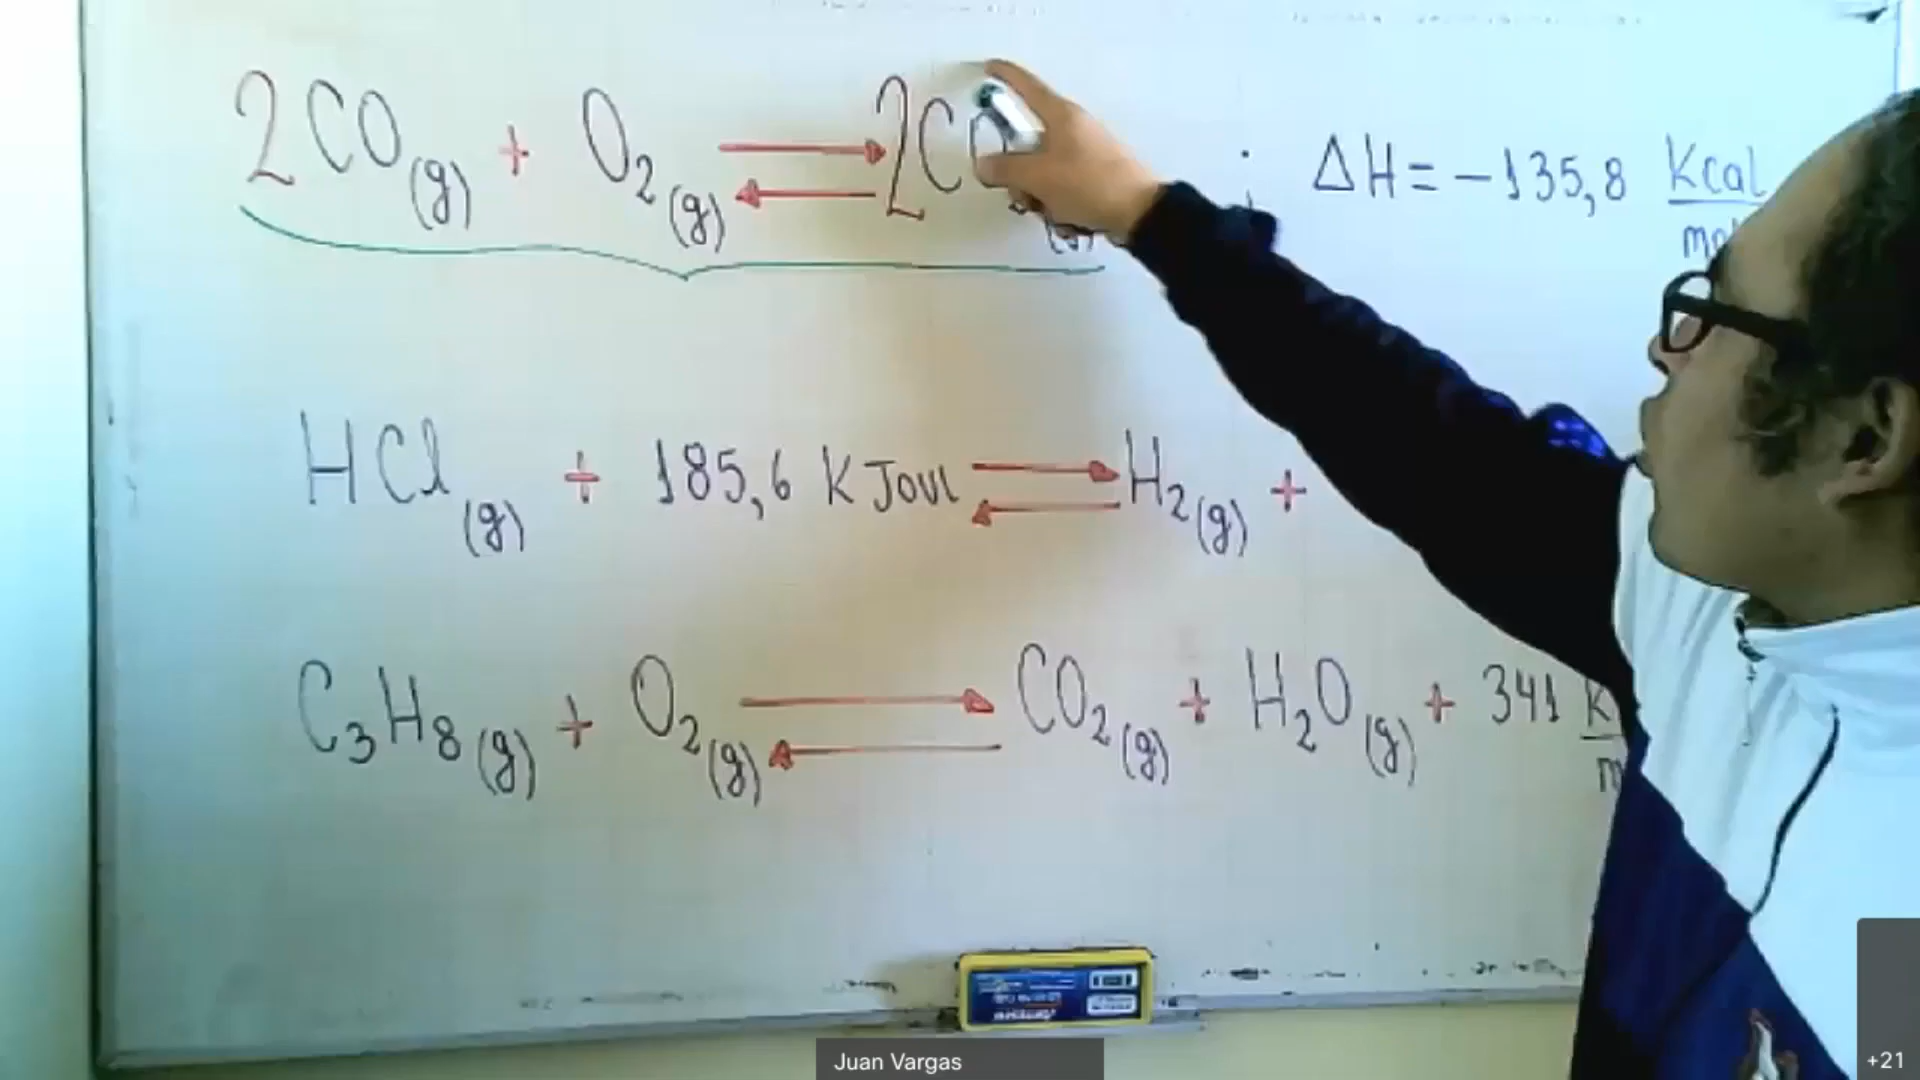 2CO(g) + O2(g) ⇄ 2CO (g) ; ΔH = -135,8 Kcal
HCl(g) + 185,6 KJoul ⇄ H2(g) +
C3H8(g) + O2(g) ⇄ CO2(g) + H2O(g) + 341 K
Juan Vargas
+21